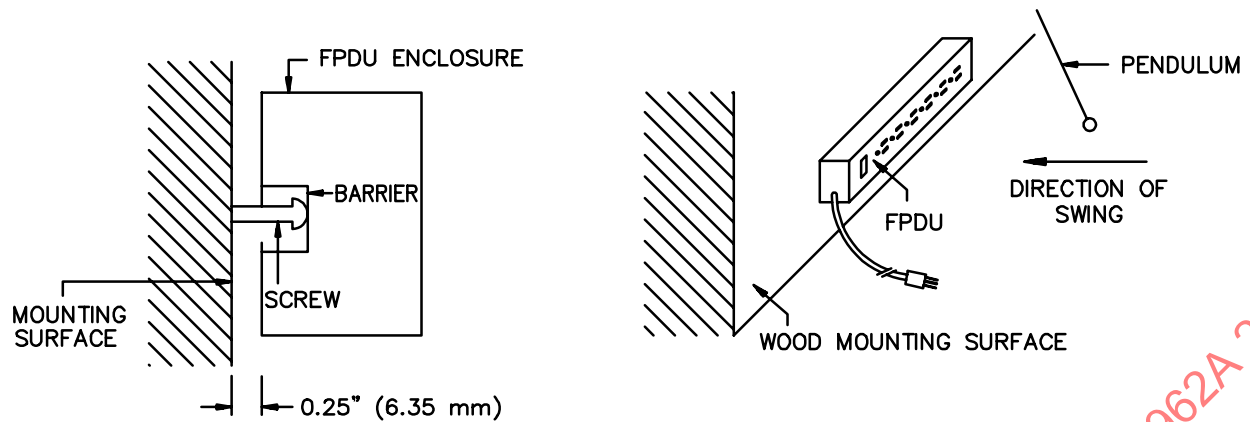 FPDU ENCLOSURE
BARRIER
SCREW
MOUNTING
SURFACE
0.25" (6.35 mm)
PENDULUM
DIRECTION OF
SWING
FPDU
WOOD MOUNTING SURFACE
962A